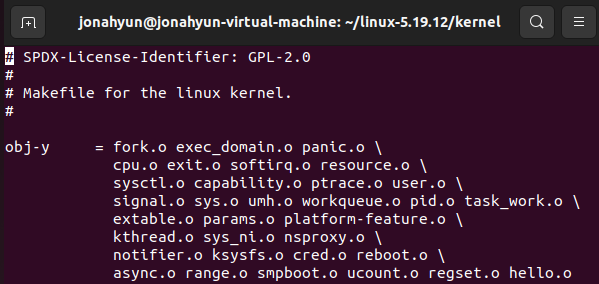 jonahyun@jonahyun-virtual-machine: ~/linux-5.19.12/kernel
# SPDX-License-Identifier: GPL-2.0
#
# Makefile for the linux kernel.
#
obj-y     = fork.o exec_domain.o panic.o \
            cpu.o exit.o softirq.o resource.o \
            sysctl.o capability.o ptrace.o user.o \
            signal.o sys.o umh.o workqueue.o pid.o task_work.o \
            extable.o params.o platform-feature.o \
            kthread.o sys_ni.o nsproxy.o \
            notifier.o ksysfs.o cred.o reboot.o \
            async.o range.o smpboot.o ucount.o regset.o hello.o